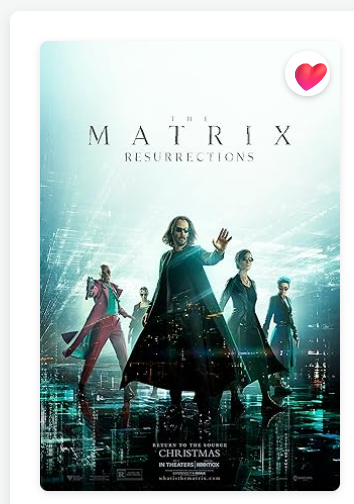 THE
MATRIX
RESURRECTIONS
RETURN TO THE SOURCE
CHRISTMAS
IN THEATERS HBOMAX
whatisthematrix.com